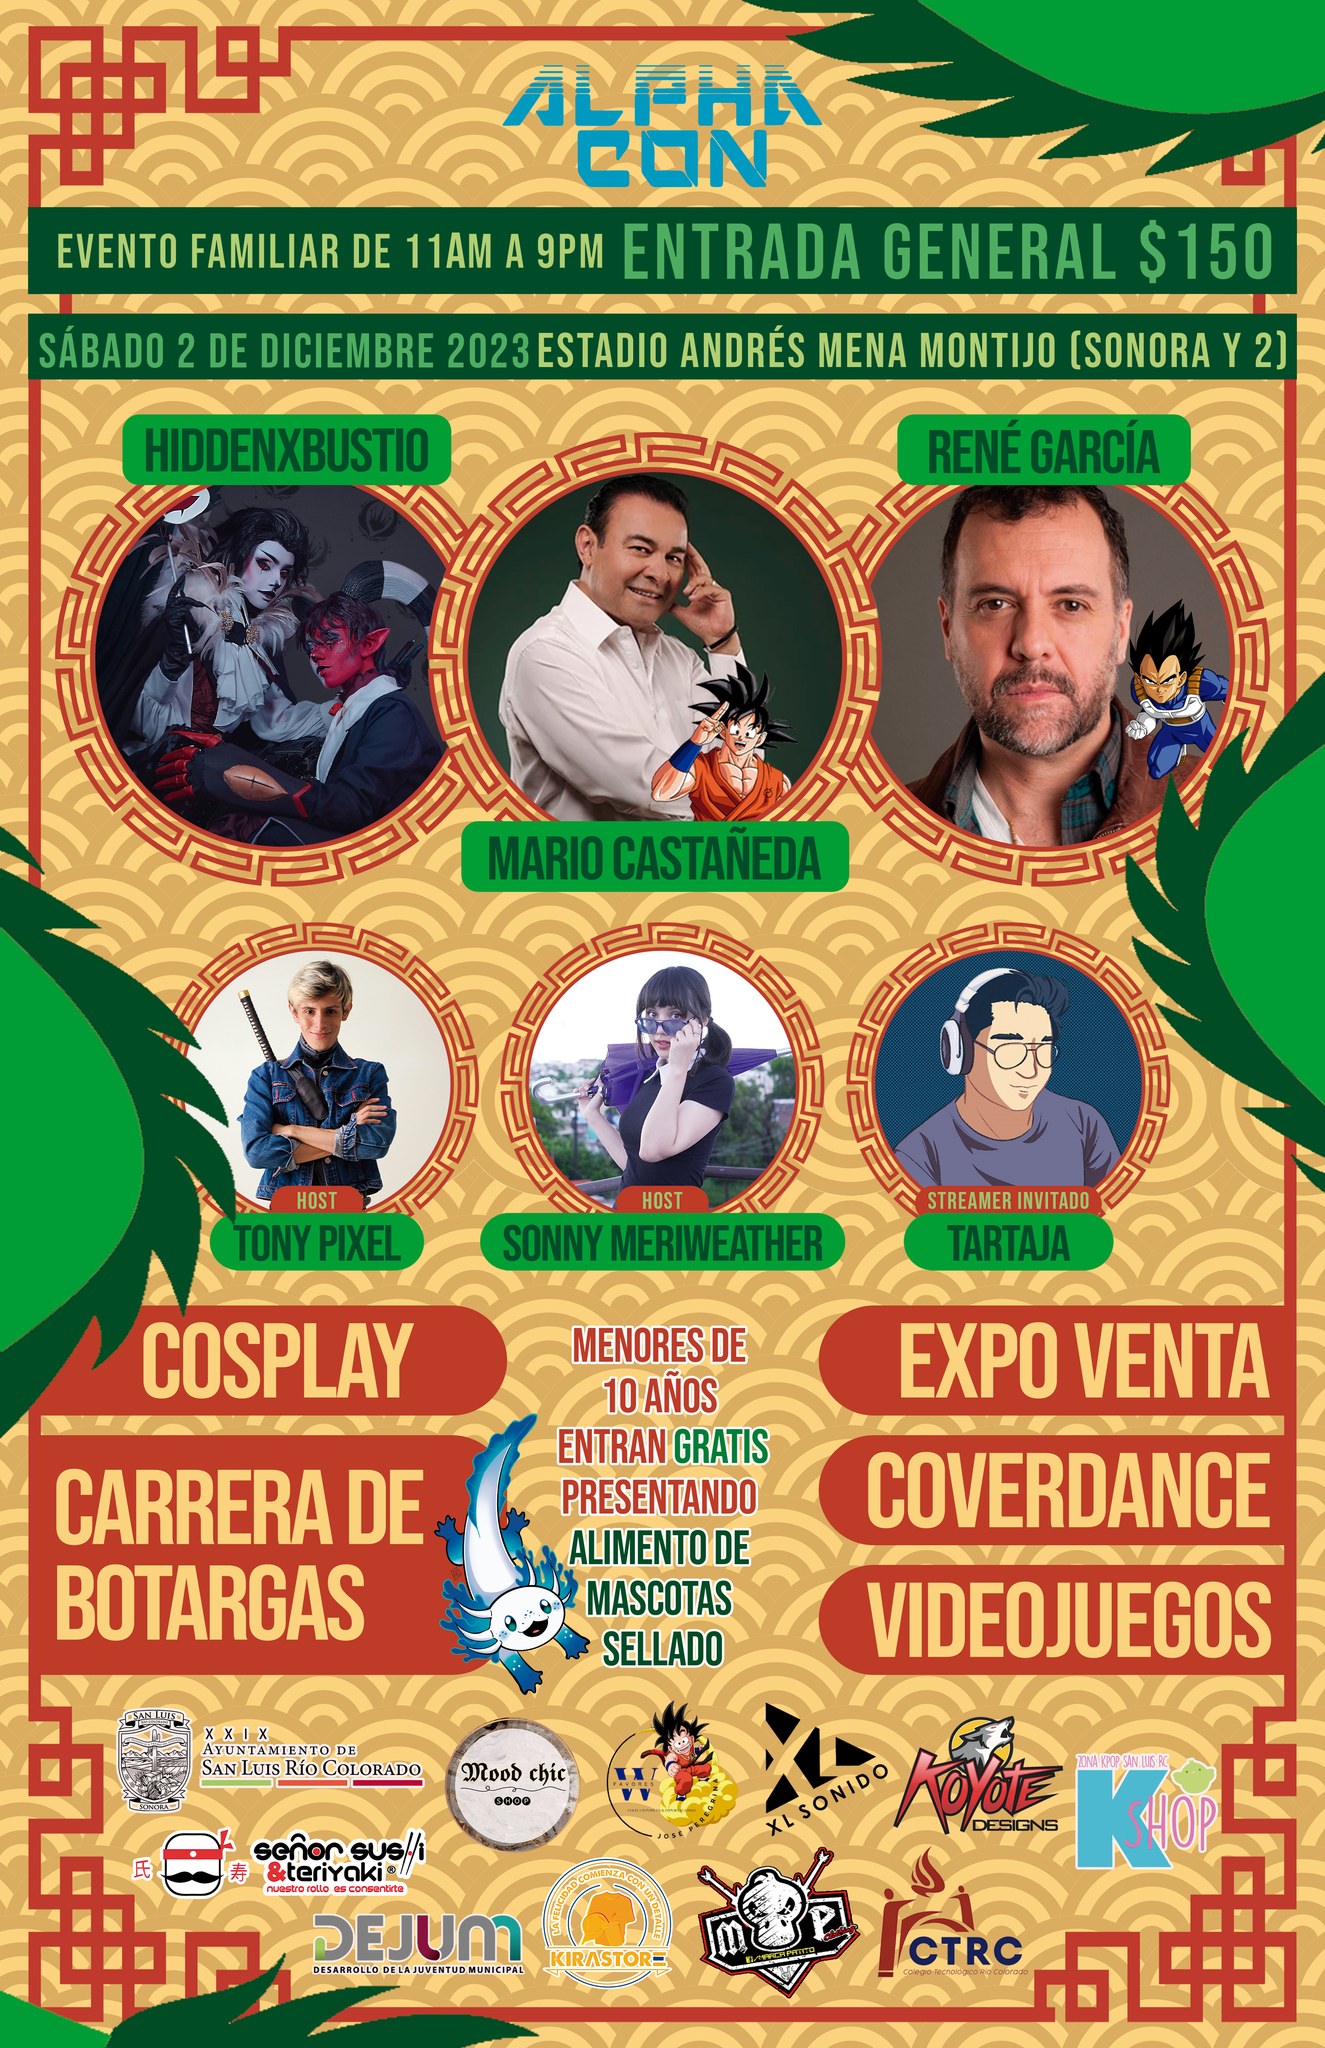 ALPHA
CON
EVENTO FAMILIAR DE 11AM A 9PM ENTRADA GENERAL $150
SÁBADO 2 DE DICIEMBRE 2023 ESTADIO ANDRÉS MENA MONTIJO (SONORA Y 2)
HIDDENXBUSTIO
RENÉ GARCÍA
MARIO CASTAÑEDA
HOST
TONY PIXEL
HOST
SONNY MERIWEATHER
STREAMER INVITADO
TARTAJA
COSPLAY
CARRERA DE
BOTARGAS
MENORES DE
10 AÑOS
ENTRAN GRATIS
PRESENTANDO
ALIMENTO DE
MASCOTAS
SELLADO
EXPO VENTA
COVERDANCE
VIDEOJUEGOS
SAN LUIS
SONORA
XXIX
AYUNTAMIENTO DE
SAN LUIS RÍO COLORADO
Mood chic
SHOP
W
FAVORES
JOSÉ PEREGRINA
XL SONIDO
KOYOTE
DESIGNS
ZONA KPOP SAN LUIS RC
K SHOP
氏
寿
señor sushi
&teriyaki®
nuestro rollo es consentirte
DEJUM
DESARROLLO DE LA JUVENTUD MUNICIPAL
LA FELICIDAD COMIENZA CON UN DETALLE
KIRASTORE
M P
/MARCA PATITO
CTRC
Colegio Tecnológico Río Colorado